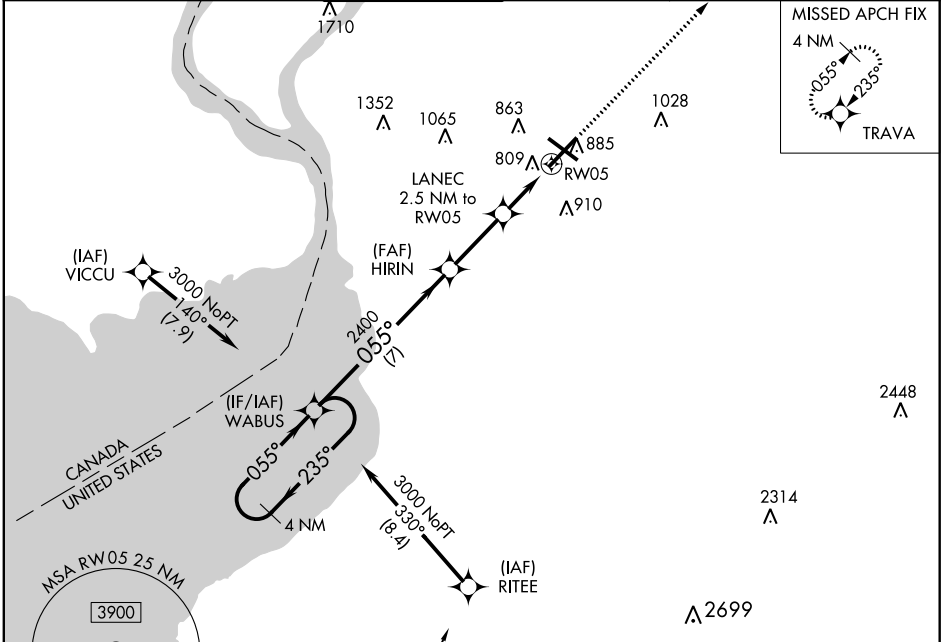 1710
MISSED APCH FIX
4 NM
055°
235°
TRAVA
1352
1065
863
1028
809
885
RW05
LANEC
2.5 NM to
RW05
910
(IAF)
VICCU
3000 NoPT
140°
(7.9)
(FAF)
HIRIN
2400
055°
(7)
(IF/IAF)
WABUS
2448
CANADA
UNITED STATES
055°
235°
4 NM
3000 NoPT
330°
(8.4)
2314
(IAF)
RITEE
MSA RW05 25 NM
3900
2699